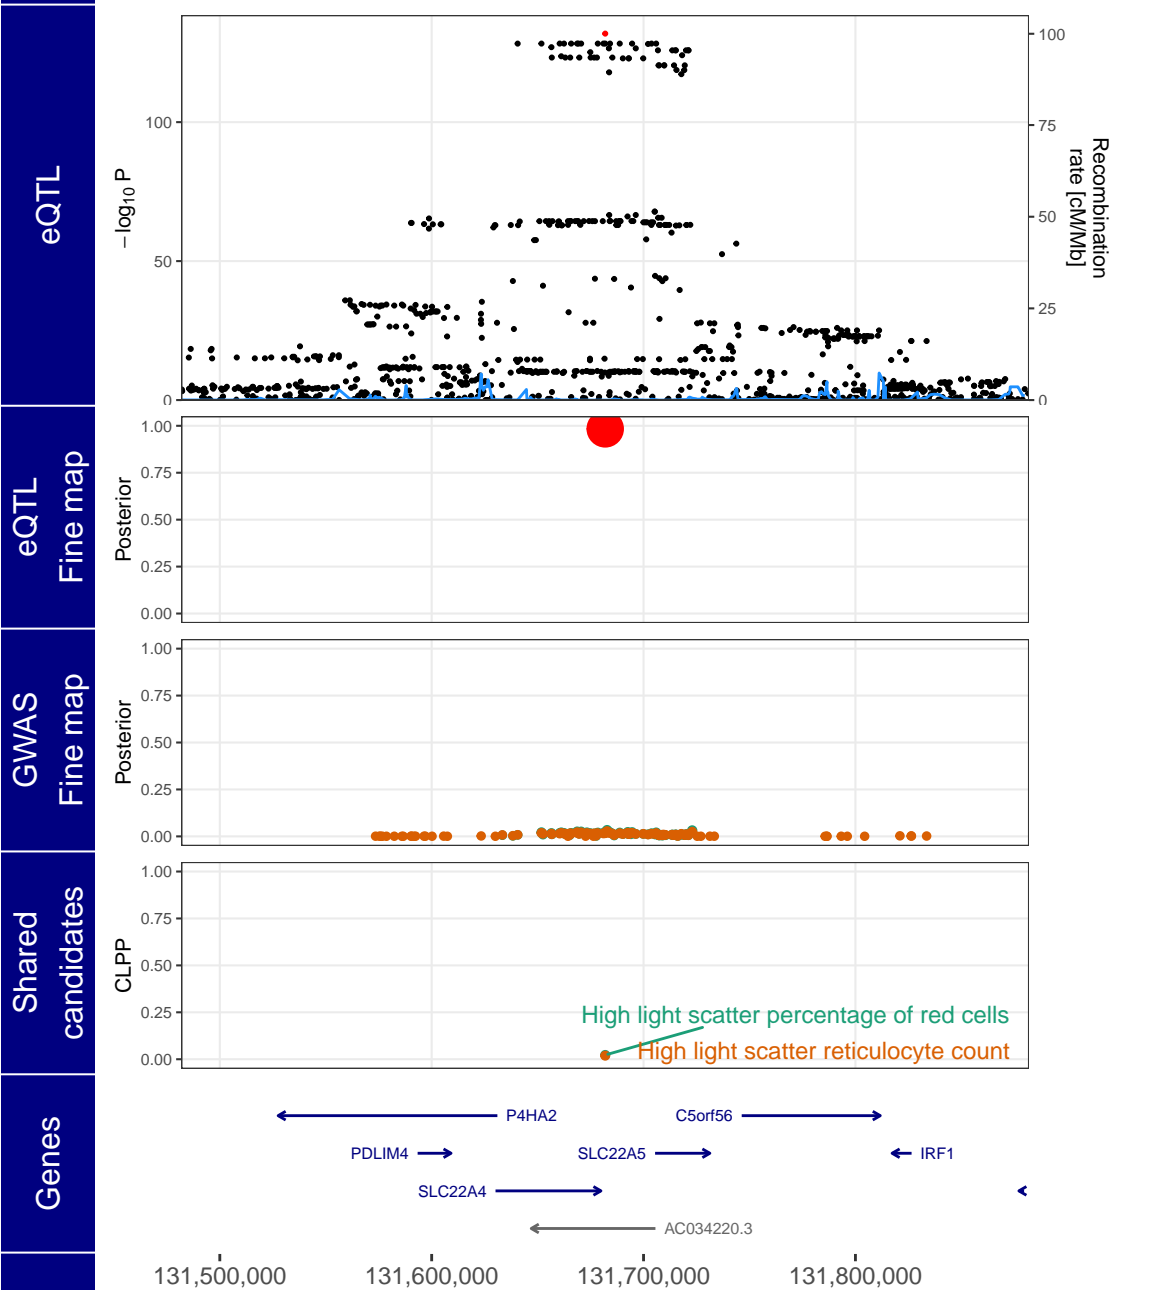 eQTL
−log10 P
100
50
0
100
75
50
25
0
Recombination
rate [cM/Mb]
eQTL
Fine map
Posterior
1.00
0.75
0.50
0.25
0.00
GWAS
Fine map
Posterior
1.00
0.75
0.50
0.25
0.00
Shared
candidates
CLPP
1.00
0.75
0.50
0.25
0.00
High light scatter percentage of red cells
High light scatter reticulocyte count
Genes
P4HA2
C5orf56
PDLIM4
SLC22A5
IRF1
SLC22A4
AC034220.3
131,500,000
131,600,000
131,700,000
131,800,000